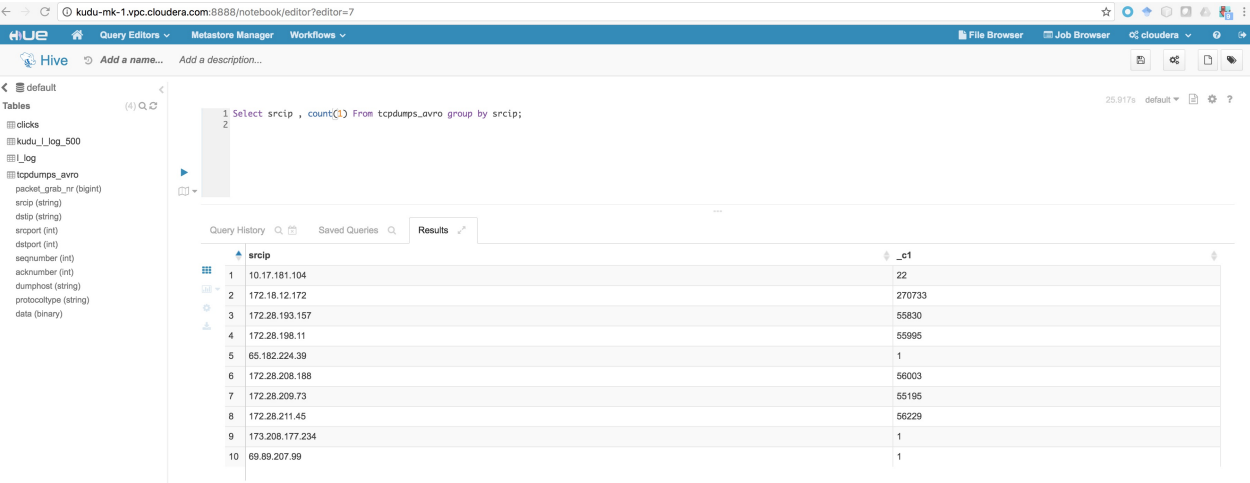 kudu-mk-1.vpc.cloudera.com:8888/notebook/editor?editor=7
HUE Query Editors Metastore Manager Workflows File Browser Job Browser cloudera
Hive Add a name... Add a description...
default
Tables (4)
clicks
kudu_l_log_500
l_log
tcpdumps_avro
packet_grab_nr (bigint)
srcip (string)
dstip (string)
srcport (int)
dstport (int)
seqnumber (int)
acknumber (int)
dumphost (string)
protocoltype (string)
data (binary)
25.917s default ?
1 Select srcip , count(1) From tcpdumps_avro group by srcip;
2
Query History Saved Queries Results
srcip _c1
1 10.17.181.104 22
2 172.18.12.172 270733
3 172.28.193.157 55830
4 172.28.198.11 55995
5 65.182.224.39 1
6 172.28.208.188 56003
7 172.28.209.73 55195
8 172.28.211.45 56229
9 173.208.177.234 1
10 69.89.207.99 1